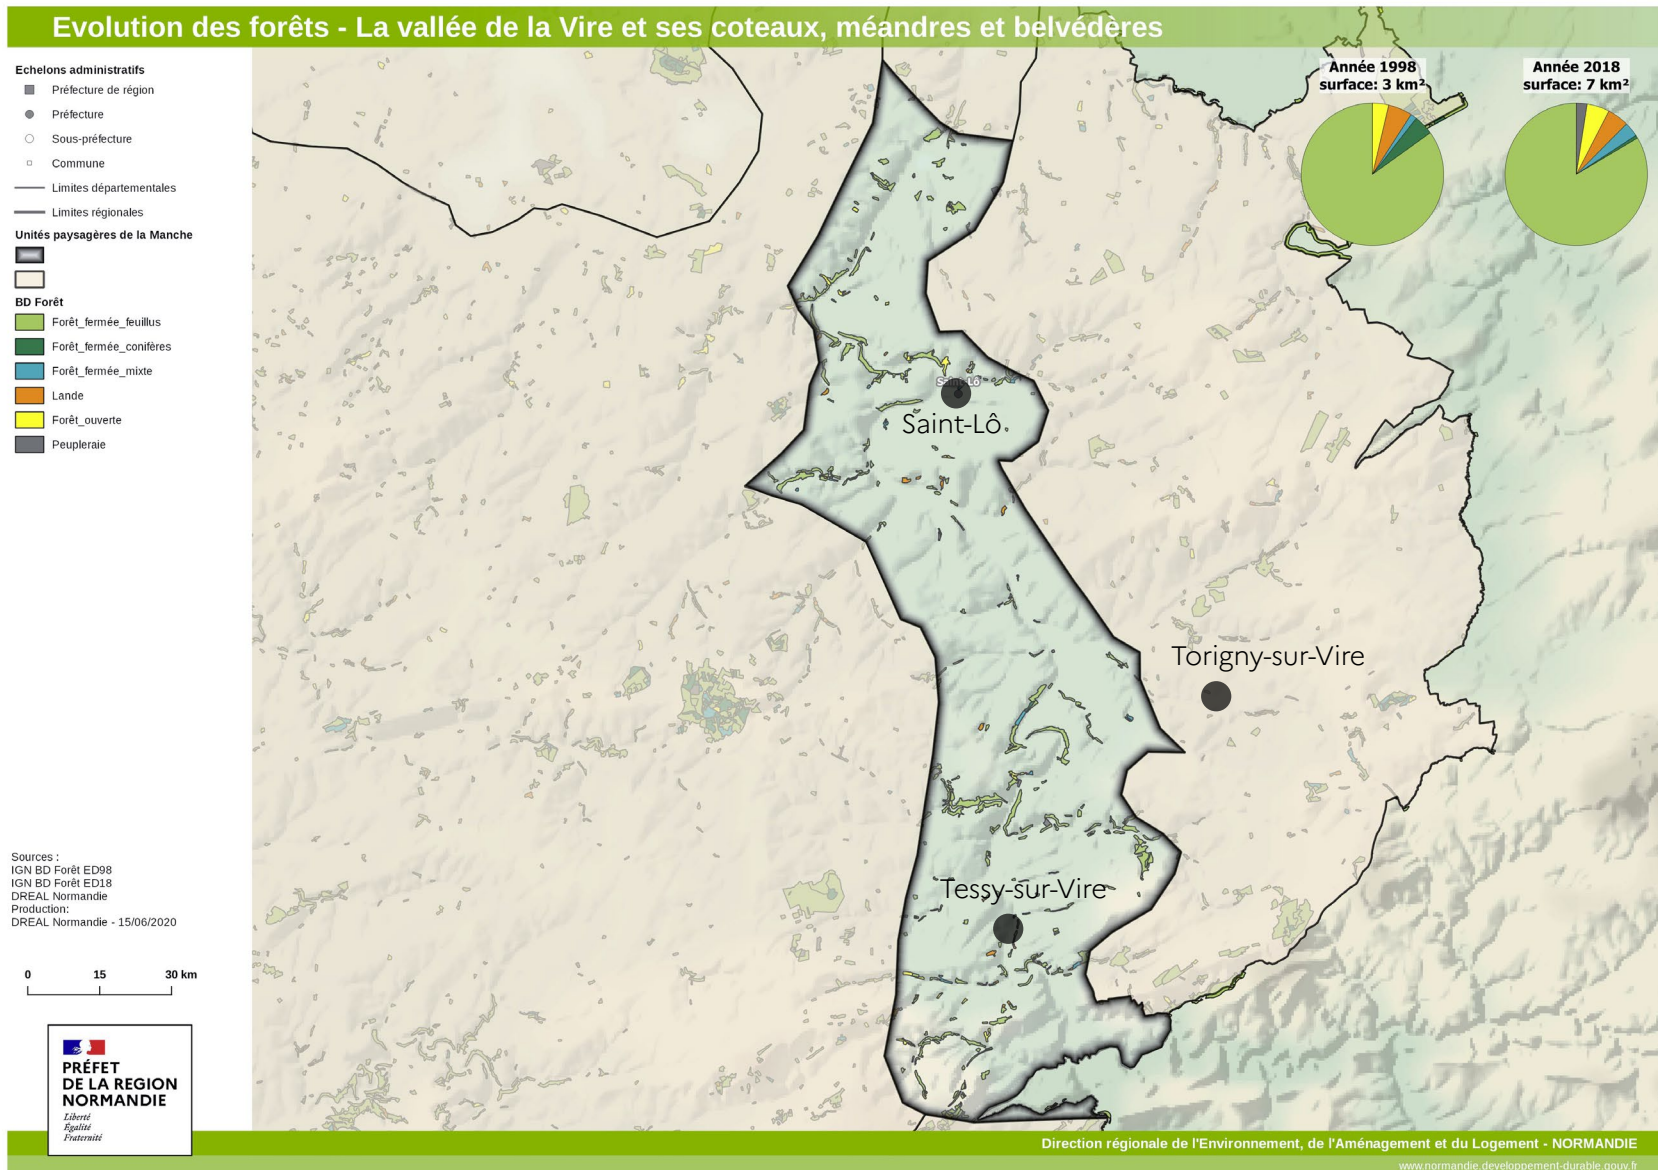 Evolution des forêts - La vallée de la Vire et ses coteaux, méandres et belvédères
Echelons administratifs
Préfecture de région
Préfecture
Sous-préfecture
Commune
Limites départementales
Limites régionales
Unités paysagères de la Manche
BD Forêt
Forêt_fermée_feuillus
Forêt_fermée_conifères
Forêt_fermée_mixte
Lande
Forêt_ouverte
Peupleraie
Année 1998
surface: 3 km²
Année 2018
surface: 7 km²
Saint-Lô
Saint-Lô
Torigny-sur-Vire
Tessy-sur-Vire
Sources :
IGN BD Forêt ED98
IGN BD Forêt ED18
DREAL Normandie
Production:
DREAL Normandie - 15/06/2020
0 15 30 km
PRÉFET
DE LA REGION
NORMANDIE
Liberté
Égalité
Fraternité
Direction régionale de l'Environnement, de l'Aménagement et du Logement - NORMANDIE
www.normandie.developpement-durable.gouv.fr